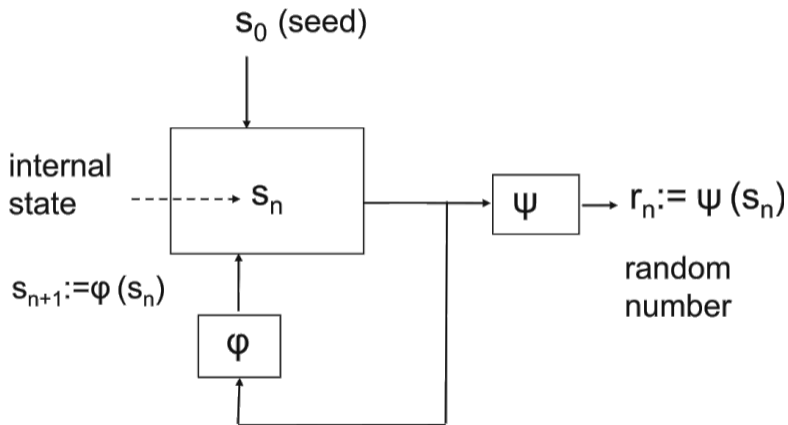 s₀ (seed)
internal
state
sₙ
ψ
rₙ:= ψ (sₙ)
random
number
sₙ₊₁:=φ (sₙ)
φ